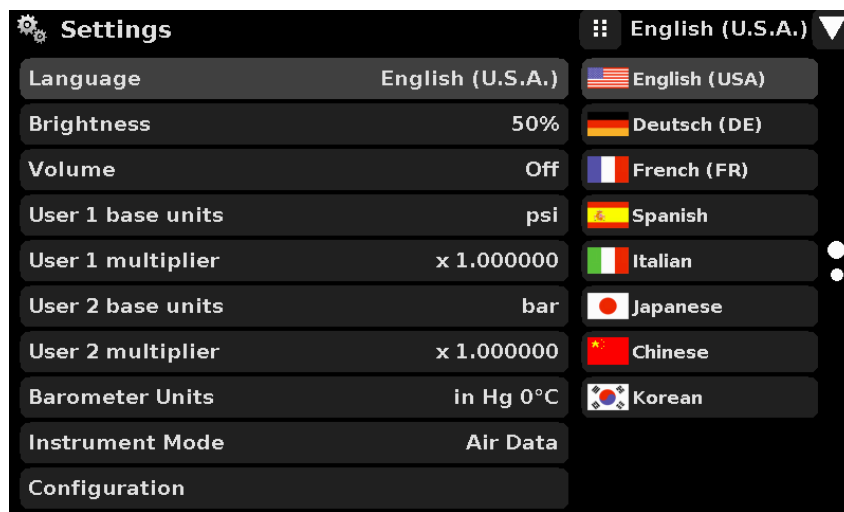 Settings
English (U.S.A.)
Language English (U.S.A.)
Brightness 50%
Volume Off
User 1 base units psi
User 1 multiplier x 1.000000
User 2 base units bar
User 2 multiplier x 1.000000
Barometer Units in Hg 0°C
Instrument Mode Air Data
Configuration
English (USA)
Deutsch (DE)
French (FR)
Spanish
Italian
Japanese
Chinese
Korean